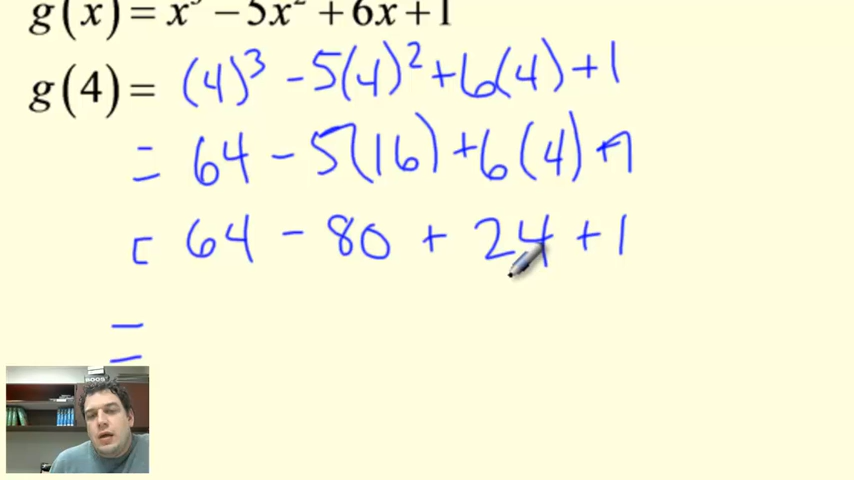 g(x) = x³ − 5x² + 6x + 1
g(4) = (4)³ − 5(4)² + 6(4) + 1
= 64 − 5(16) + 6(4) + 1
= 64 − 80 + 24 + 1
=